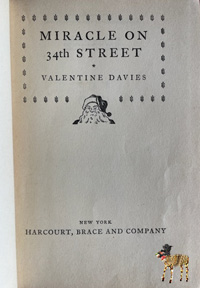 MIRACLE ON
34th STREET
VALENTINE DAVIES
NEW YORK
HARCOURT, BRACE AND COMPANY